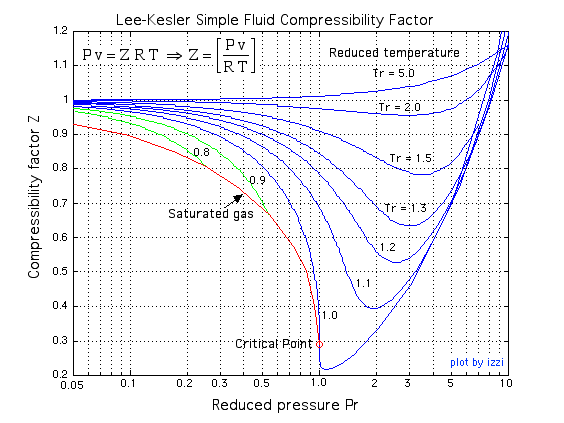 Lee-Kesler Simple Fluid Compressibility Factor
Pv = Z R T ⇒ Z = [Pv / RT]
Reduced temperature
Tr = 5.0
Tr = 2.0
Tr = 1.5
Tr = 1.3
1.2
1.1
1.0
0.8
0.9
Saturated gas
Critical Point
plot by izzi
Compressibility factor Z
1.2
1.1
1
0.9
0.8
0.7
0.6
0.5
0.4
0.3
0.2
0.05 0.1 0.2 0.3 0.5 1.0 2 3 5 10
Reduced pressure Pr